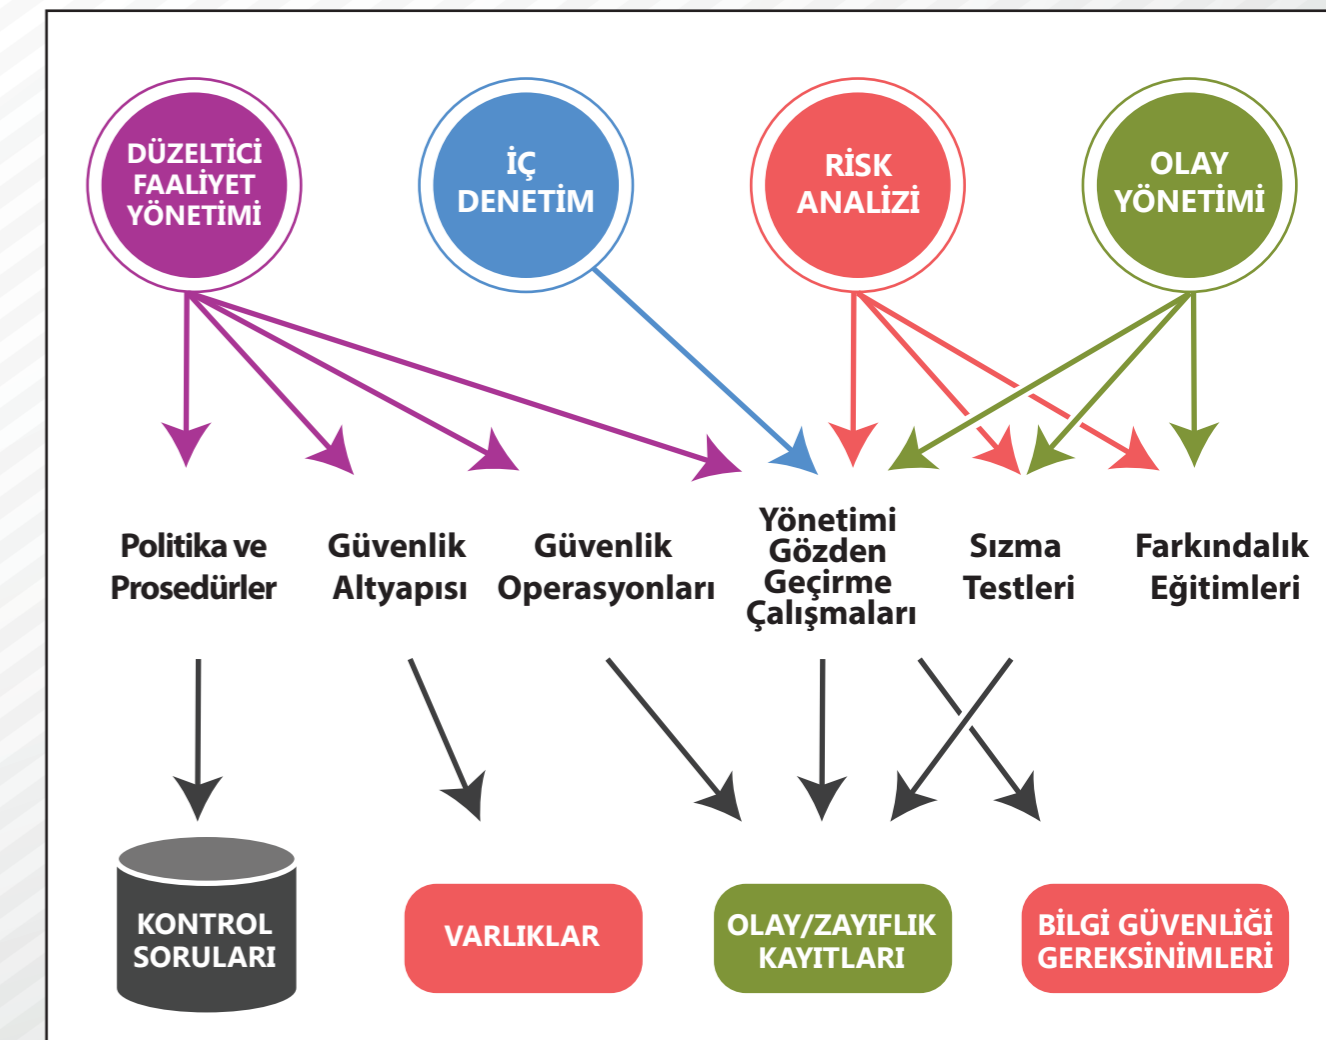 DÜZELTİCİ
FAALİYET
YÖNETİMİ
İÇ
DENETİM
RİSK
ANALİZİ
OLAY
YÖNETİMİ
Politika ve
Prosedürler
Güvenlik
Altyapısı
Güvenlik
Operasyonları
Yönetimi
Gözden
Geçirme
Çalışmaları
Sızma
Testleri
Farkındalık
Eğitimleri
KONTROL
SORULARI
VARLIKLAR
OLAY/ZAYIFLIK
KAYITLARI
BİLGİ GÜVENLİĞİ
GEREKSİNİMLERİ